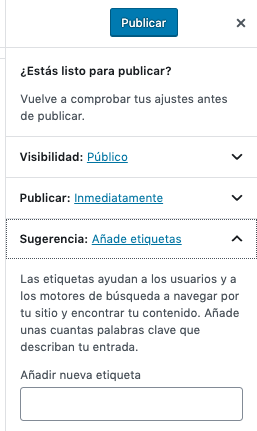 Publicar
¿Estás listo para publicar?
Vuelve a comprobar tus ajustes antes
de publicar.
Visibilidad: Público
Publicar: Inmediatamente
Sugerencia: Añade etiquetas
Las etiquetas ayudan a los usuarios y a
los motores de búsqueda a navegar por
tu sitio y encontrar tu contenido. Añade
unas cuantas palabras clave que
describan tu entrada.
Añadir nueva etiqueta